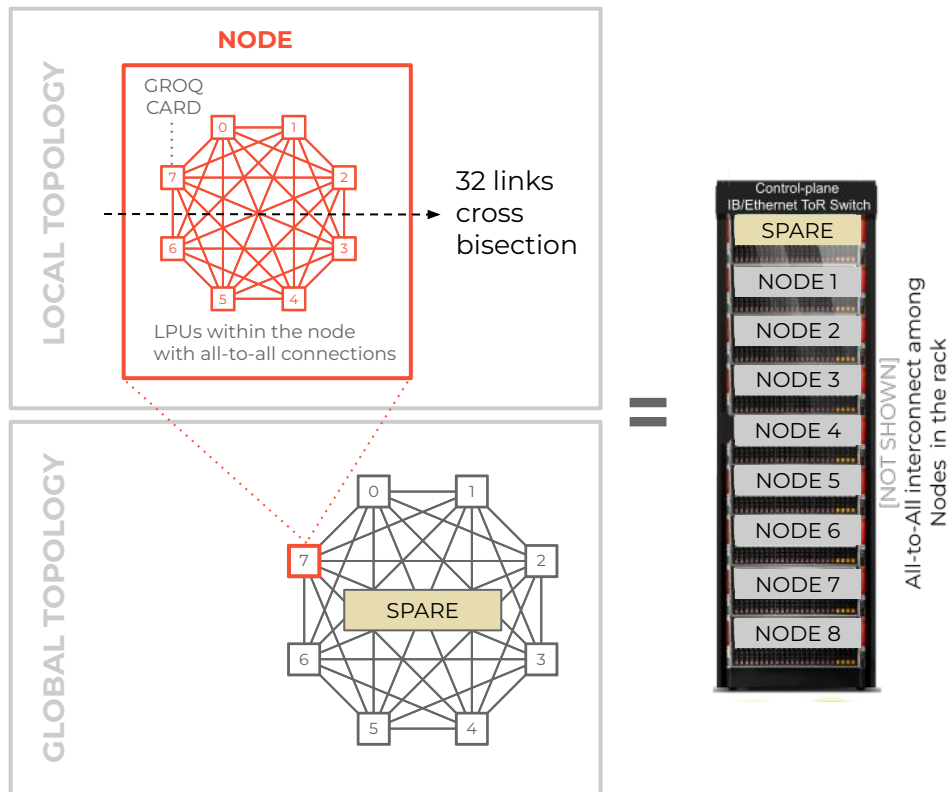 LOCAL TOPOLOGY
NODE
GROQ
CARD
0
1
7
2
6
3
5
4
32 links
cross
bisection
LPUs within the node
with all-to-all connections
GLOBAL TOPOLOGY
0
1
7
2
SPARE
6
3
5
4
=
Control-plane
IB/Ethernet ToR Switch
SPARE
NODE 1
NODE 2
NODE 3
NODE 4
NODE 5
NODE 6
NODE 7
NODE 8
[NOT SHOWN]
All-to-All interconnect among
Nodes in the rack